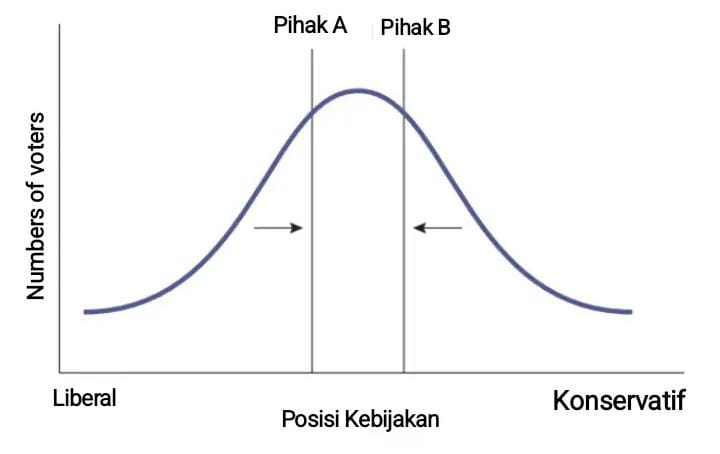 Pihak A
Pihak B
Numbers of voters
Liberal
Konservatif
Posisi Kebijakan